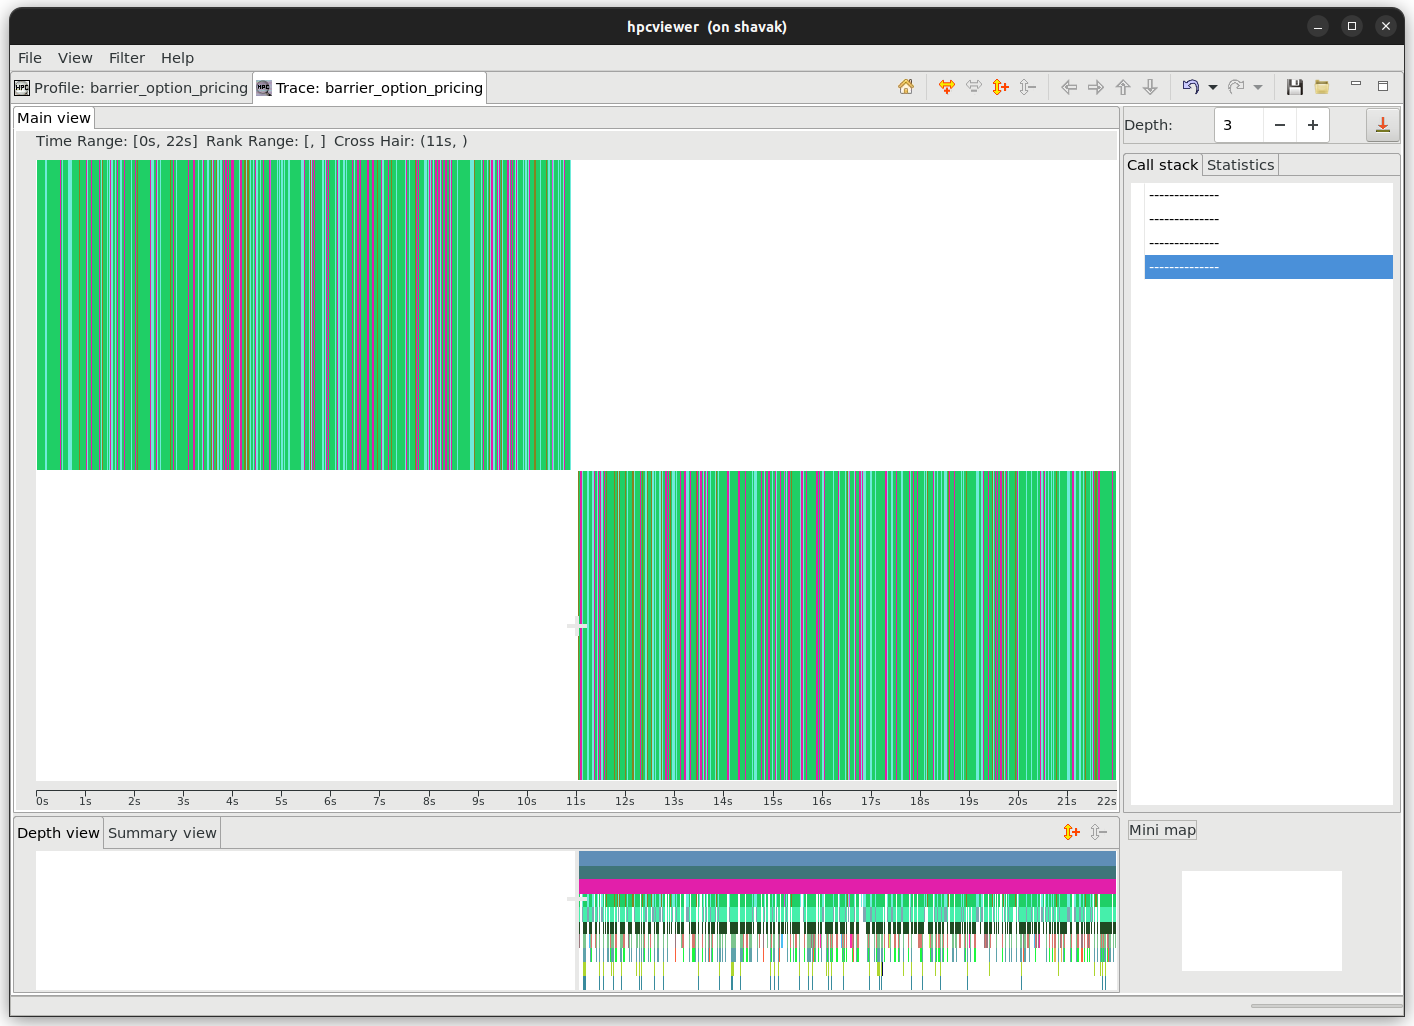 hpcviewer (on shavak)
File View Filter Help
Profile: barrier_option_pricing Trace: barrier_option_pricing
Main view
Time Range: [0s, 22s] Rank Range: [, ] Cross Hair: (11s, )
Depth: 3
Call stack Statistics
--------------
--------------
--------------
--------------
0s 1s 2s 3s 4s 5s 6s 7s 8s 9s 10s 11s 12s 13s 14s 15s 16s 17s 18s 19s 20s 21s 22s
Depth view Summary view
Mini map